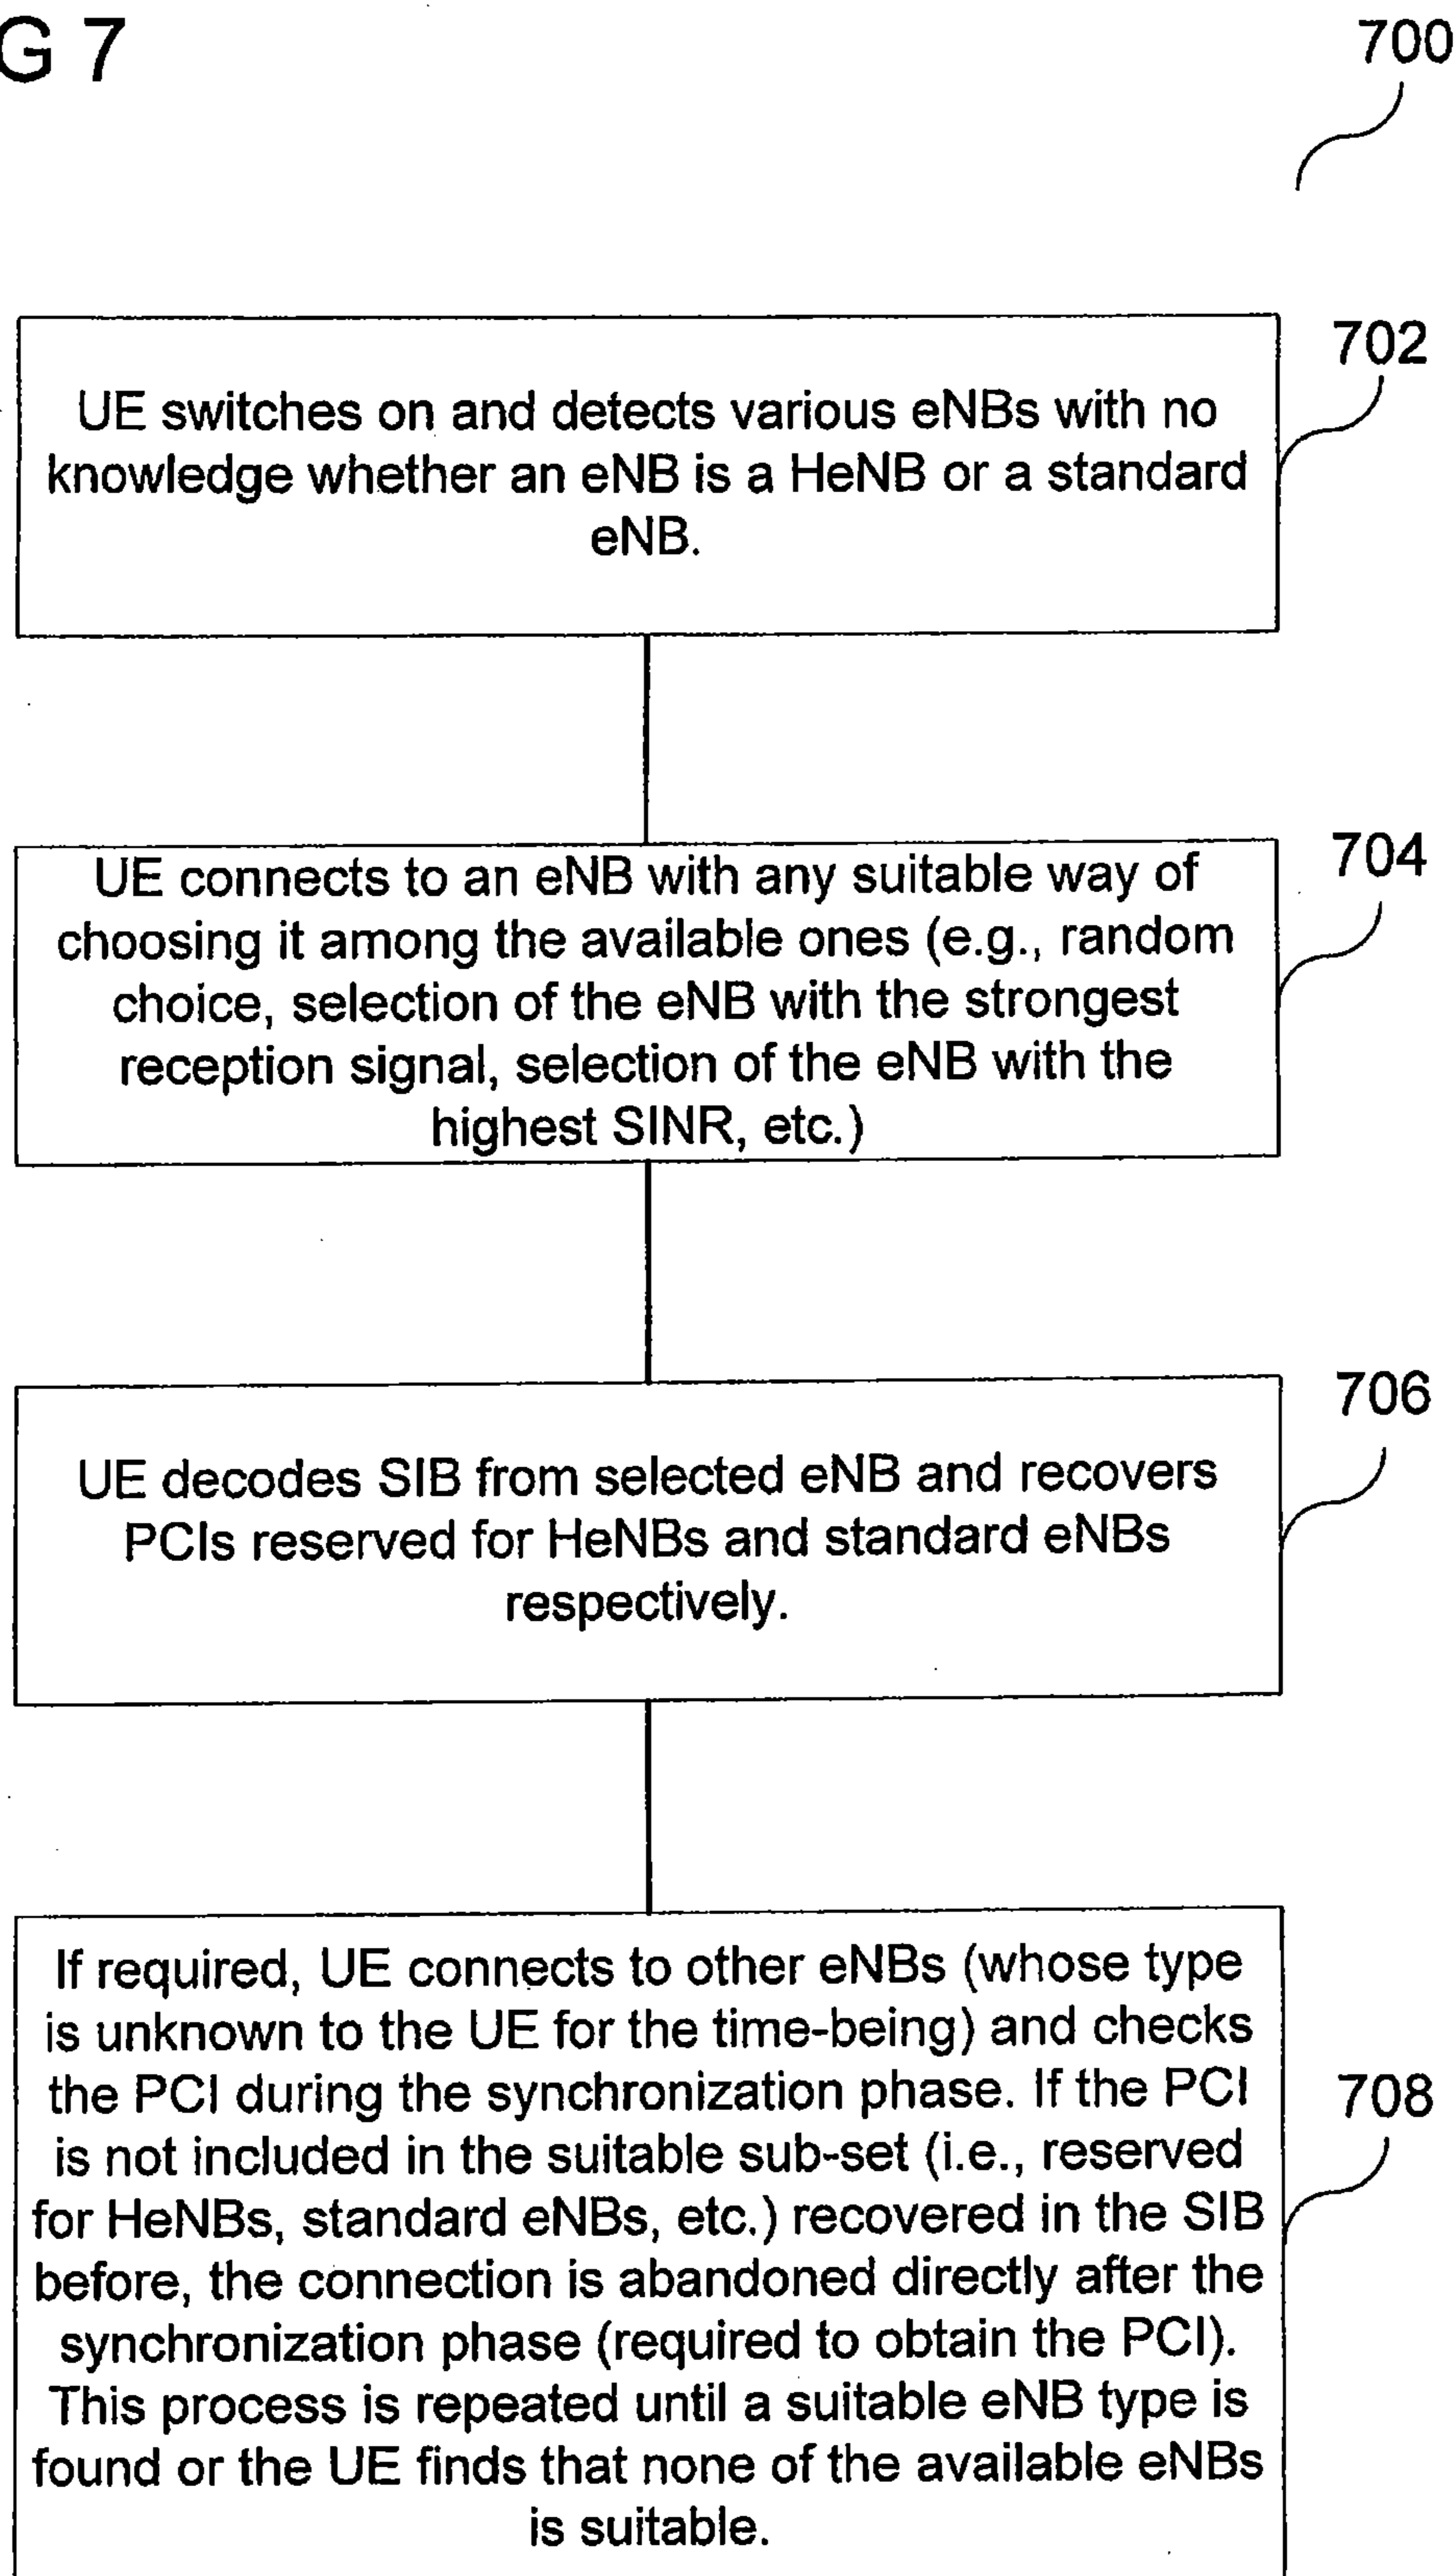 G 7
700
702
UE switches on and detects various eNBs with no
knowledge whether an eNB is a HeNB or a standard
eNB.
704
UE connects to an eNB with any suitable way of
choosing it among the available ones (e.g., random
choice, selection of the eNB with the strongest
reception signal, selection of the eNB with the
highest SINR, etc.)
706
UE decodes SIB from selected eNB and recovers
PCIs reserved for HeNBs and standard eNBs
respectively.
708
If required, UE connects to other eNBs (whose type
is unknown to the UE for the time-being) and checks
the PCI during the synchronization phase. If the PCI
is not included in the suitable sub-set (i.e., reserved
for HeNBs, standard eNBs, etc.) recovered in the SIB
before, the connection is abandoned directly after the
synchronization phase (required to obtain the PCI).
This process is repeated until a suitable eNB type is
found or the UE finds that none of the available eNBs
is suitable.